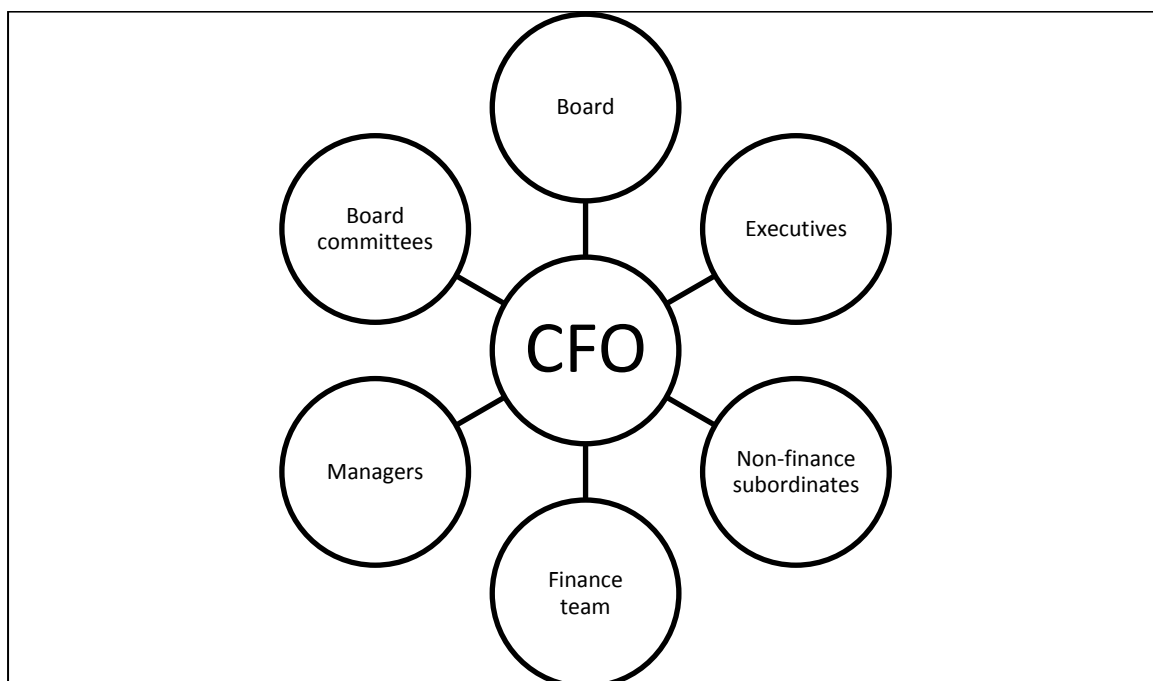 Board
Board
committees
Executives
CFO
Managers
Non-finance
subordinates
Finance
team